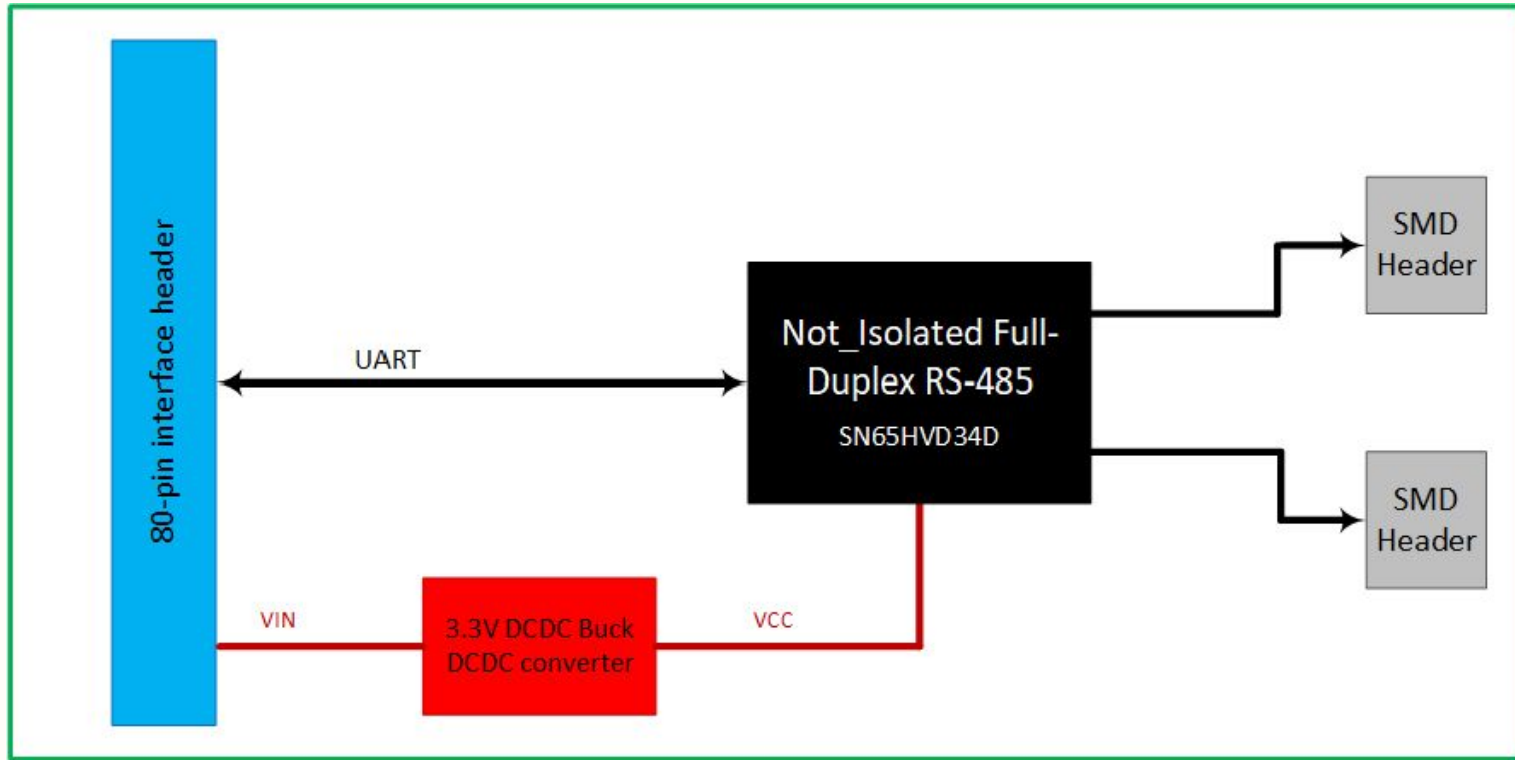 80-pin interface header
UART
Not_Isolated Full-
Duplex RS-485
SN65HVD34D
SMD
Header
SMD
Header
VIN
3.3V DCDC Buck
DCDC converter
VCC